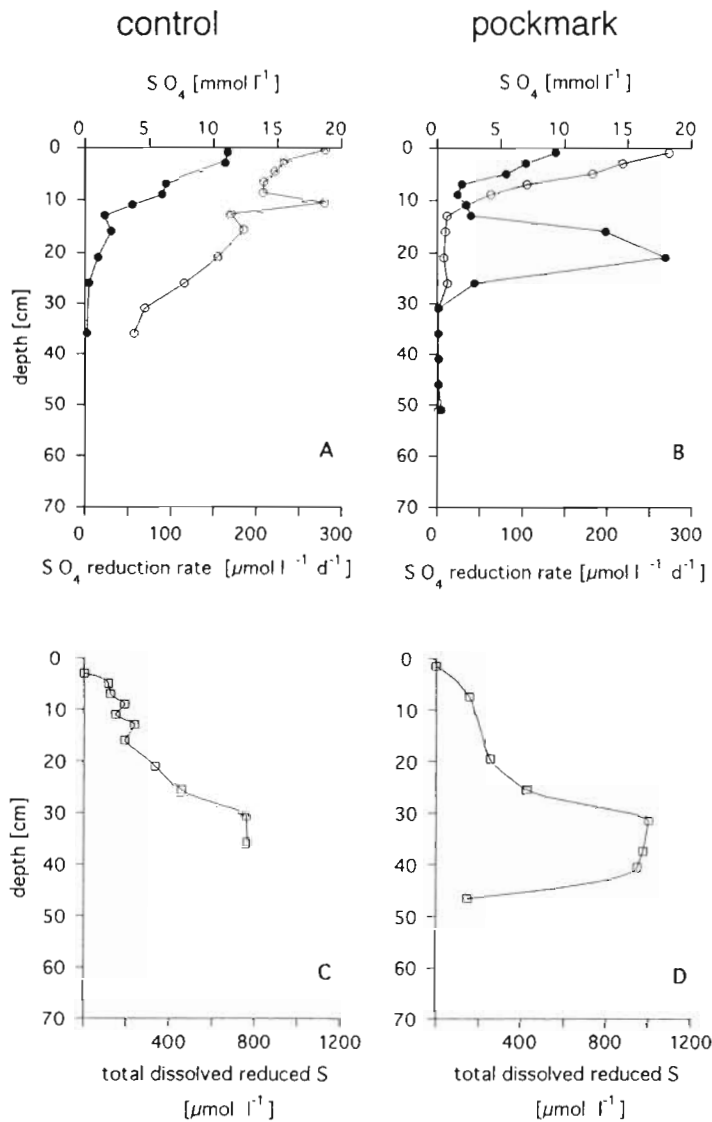 control pockmark
SO₄ [mmol l⁻¹] SO₄ [mmol l⁻¹]
0 5 10 15 20 0 5 10 15 20
0 0
10 10
20 20
30 30
40 40
50 50
60 60
70 70
depth [cm]
A B
0 100 200 300 0 100 200 300
SO₄ reduction rate [µmol l⁻¹ d⁻¹] SO₄ reduction rate [µmol l⁻¹ d⁻¹]
0 0
10 10
20 20
30 30
40 40
50 50
60 60
70 70
depth [cm]
C D
400 800 1200 400 800 1200
total dissolved reduced S total dissolved reduced S
[µmol l⁻¹] [µmol l⁻¹]